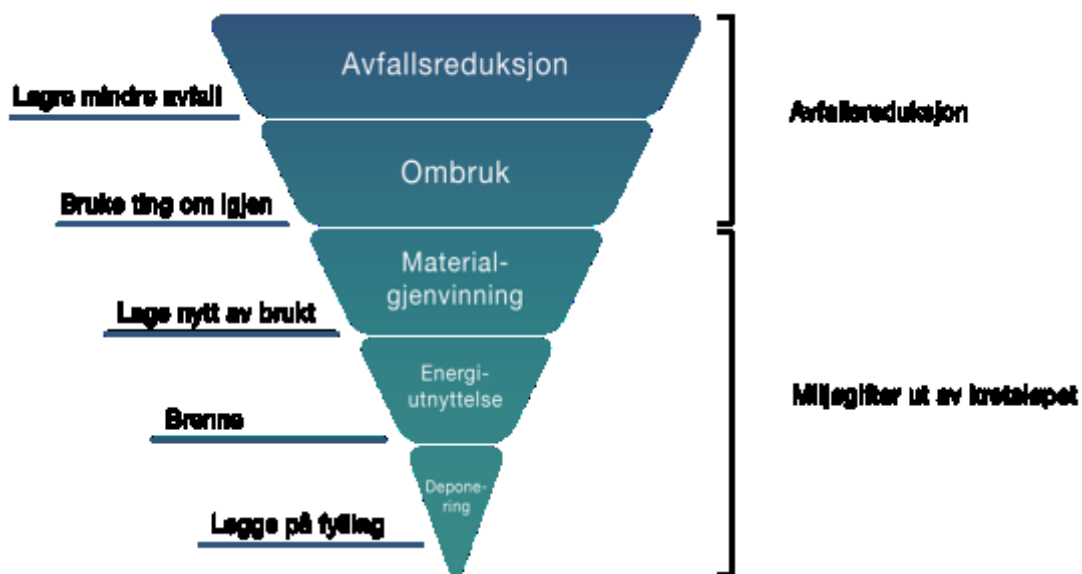 Avfallsreduksjon
Lagre mindre avfall
Avfallsreduksjon
Ombruk
Bruke ting om igjen
Material-
gjenvinning
Lage nytt av brukt
Energi-
utnyttelse
Miljøgifter ut av kretsløpet
Brenne
Depone-
ring
Legge på fylling